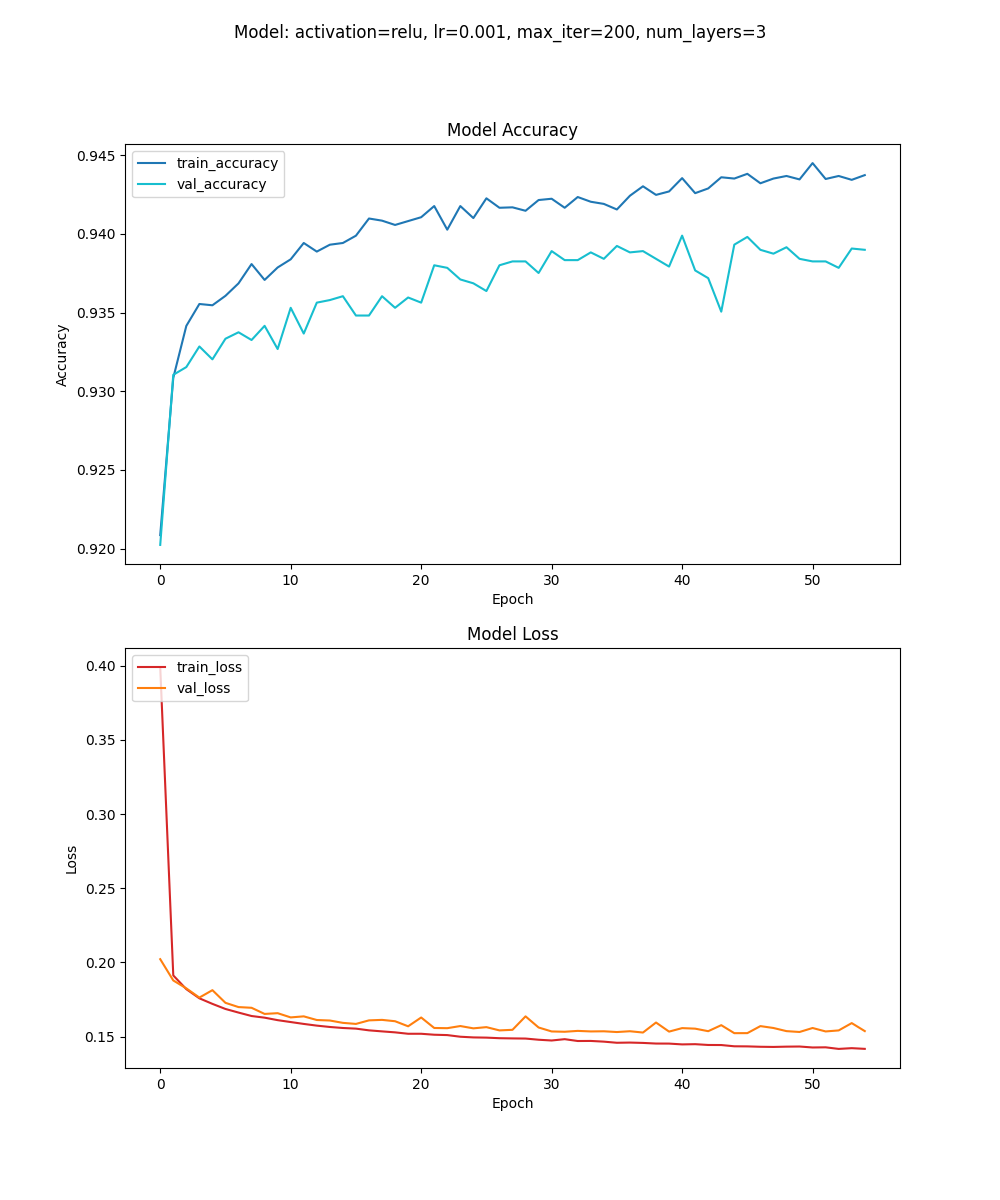 Model: activation=relu, lr=0.001, max_iter=200, num_layers=3
Model Accuracy
train_accuracy
val_accuracy
0.945
0.940
0.935
0.930
0.925
0.920
Accuracy
0 10 20 30 40 50
Epoch
Model Loss
train_loss
val_loss
0.40
0.35
0.30
0.25
0.20
0.15
Loss
0 10 20 30 40 50
Epoch